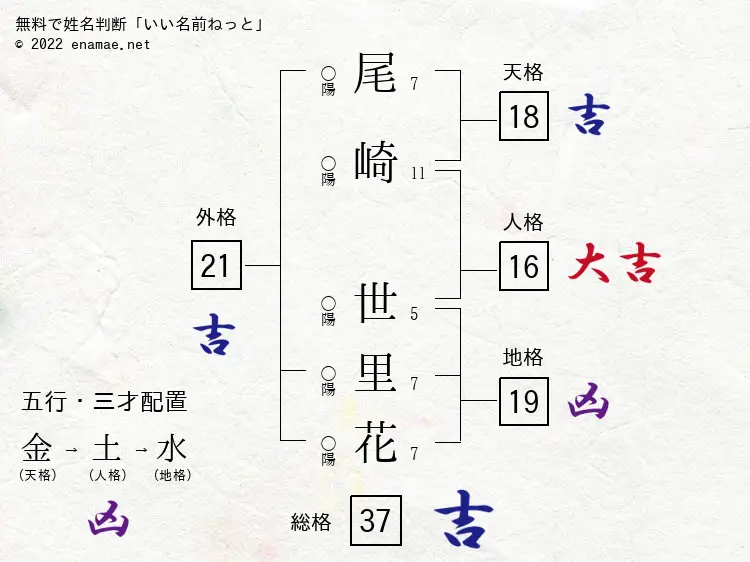 無料で姓名判断「いい名前ねっと」
© 2022 enamae.net
○陽 尾 7
○陽 崎 11
○陽 世 5
○陽 里 7
○陽 花 7
天格
18 吉
人格
16 大吉
地格
19 凶
外格
21
吉
五行・三才配置
金 → 土 → 水
(天格) (人格) (地格)
凶
総格 37 吉